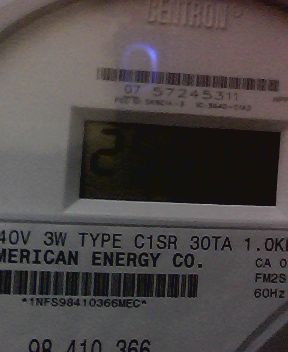 CENTRON®
07 57245311
2
40V 3W TYPE C1SR 30TA 1.0K
MERICAN ENERGY CO.
CA 0
FM2S
60Hz
*1NFS98410366MEC*
98 410 366